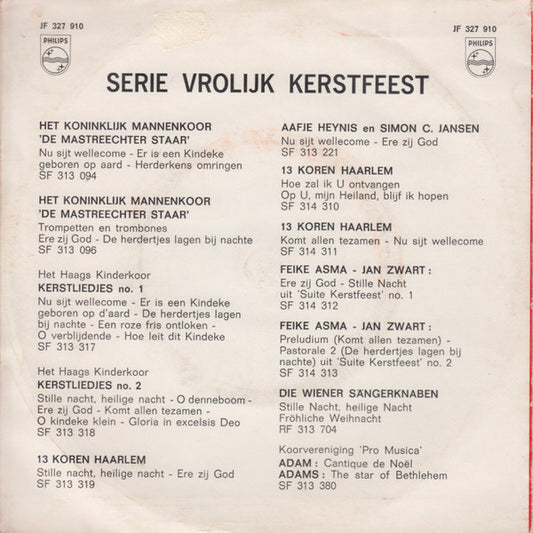 JF 327 910
JF 327 910
PHILIPS
PHILIPS
SERIE VROLIJK KERSTFEEST
HET KONINKLIJK MANNENKOOR
'DE MASTREECHTER STAAR'
Nu sijt wellecome - Er is een Kindeke
geboren op aard - Herderkens omringen
SF 313 094
HET KONINKLIJK MANNENKOOR
'DE MASTREECHTER STAAR'
Trompetten en trombones
Ere zij God - De herdertjes lagen bij nachte
SF 313 096
Het Haags Kinderkoor
KERSTLIEDJES no. 1
Nu sijt wellecome - Er is een Kindeke
geboren op d'aard - De herdertjes lagen
bij nachte - Een roze fris ontloken -
O verblijdende - Hoe leit dit Kindeke
SF 313 317
Het Haags Kinderkoor
KERSTLIEDJES no. 2
Stille nacht, heilige nacht - O denneboom -
Ere zij God - Komt allen tezamen -
O kindeke klein - Gloria in excelsis Deo
SF 313 318
13 KOREN HAARLEM
Stille nacht, heilige nacht - Ere zij God
SF 313 319
AAFJE HEYNIS en SIMON C. JANSEN
Nu sijt wellecome - Ere zij God
SF 313 221
13 KOREN HAARLEM
Hoe zal ik U ontvangen
Op U, mijn Heiland, blijf ik hopen
SF 314 310
13 KOREN HAARLEM
Komt allen tezamen - Nu sijt wellecome
SF 314 311
FEIKE ASMA - JAN ZWART :
Ere zij God - Stille Nacht
uit 'Suite Kerstfeest' no. 1
SF 314 312
FEIKE ASMA - JAN ZWART :
Preludium (Komt allen tezamen) -
Pastorale 2 (De herdertjes lagen bij
nachte) uit 'Suite Kerstfeest' no. 2
SF 314 313
DIE WIENER SÄNGERKNABEN
Stille Nacht, heilige Nacht
Fröhliche Weihnacht
RF 313 704
Koorvereniging 'Pro Musica'
ADAM : Cantique de Noël
ADAMS : The star of Bethlehem
SF 313 380